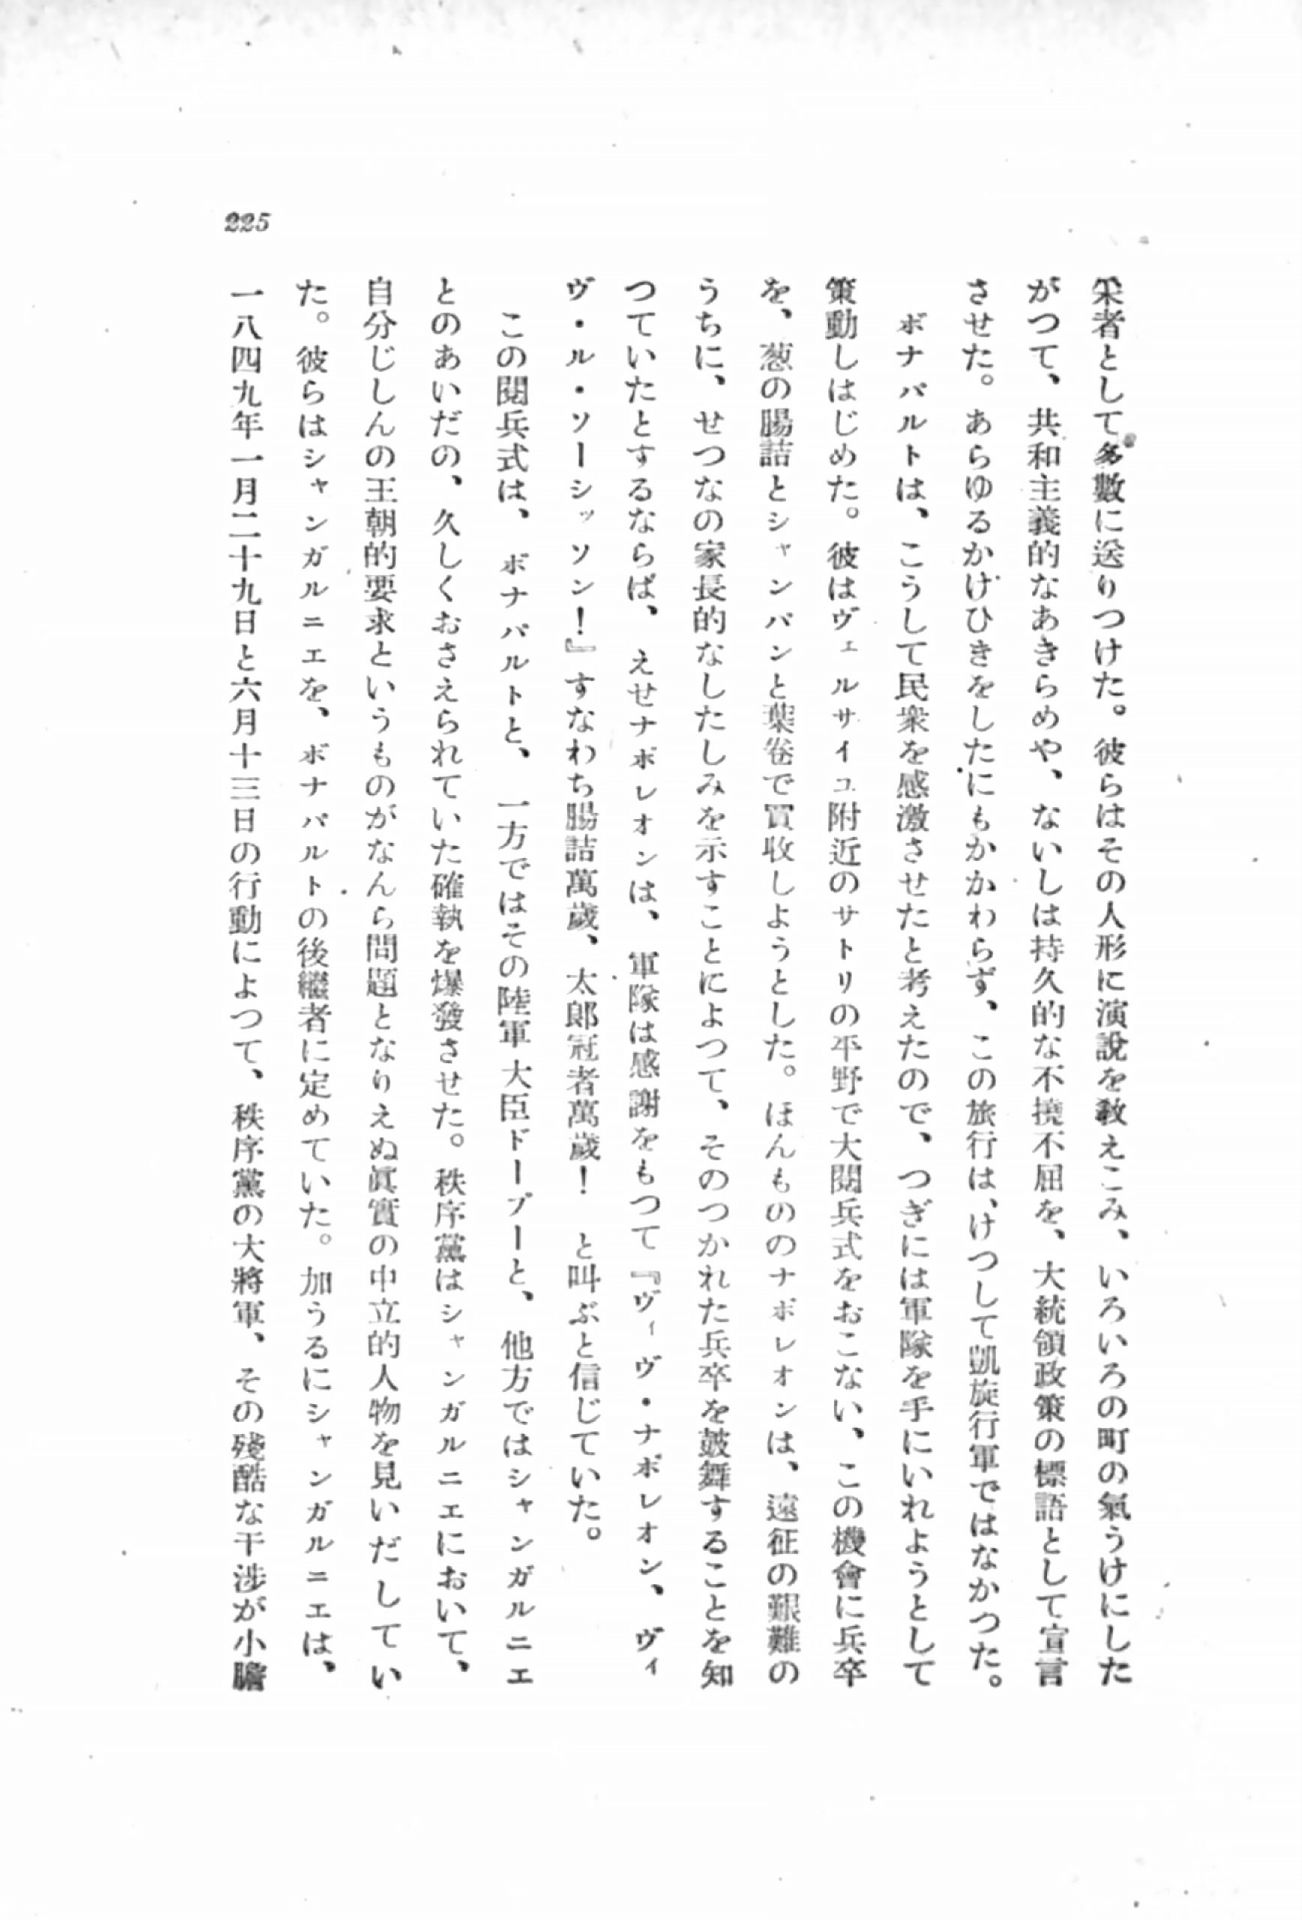 225
采者として多數に送りつけた。彼らはその人形に演説を敎えこみ、いろいろの町の氣うけにした
がつて、共和主義的なあきらめや、ないしは持久的な不撓不屈を、大統領政策の標語として宣言
させた。あらゆるかけひきをしたにもかかわらず、この旅行は、けつして凱旋行軍ではなかつた。
ボナパルトは、こうして民衆を感激させたと考えたので、つぎには軍隊を手にいれようとして
策動しはじめた。彼はヴェルサイユ附近のサトリの平野で大閲兵式をおこない、この機會に兵卒
を、葱の腸詰とシャンパンと葉卷で買收しようとした。ほんもののナポレオンは、遠征の艱難の
うちに、せつなの家長的なしたしみを示すことによつて、そのつかれた兵卒を鼓舞することを知
つていたとするならば、えせナポレオンは、軍隊は感謝をもつて『ヴィヴ・ナポレオン、ヴィ
ヴ・ル・ソーシッソン！』すなわち腸詰萬歲、太郞冠者萬歲！　と叫ぶと信じていた。
この閲兵式は、ボナパルトと、一方ではその陸軍大臣ドープーと、他方ではシャンガルニエ
とのあいだの、久しくおさえられていた確執を爆發させた。秩序黨はシャンガルニエにおいて、
自分じしんの王朝的要求というものがなんら問題となりえぬ眞實の中立的人物を見いだしてい
た。彼らはシャンガルニエを、ボナパルトの後繼者に定めていた。加うるにシャンガルニエは、
一八四九年一月二十九日と六月十三日の行動によつて、秩序黨の大將軍、その殘酷な干涉が小膽